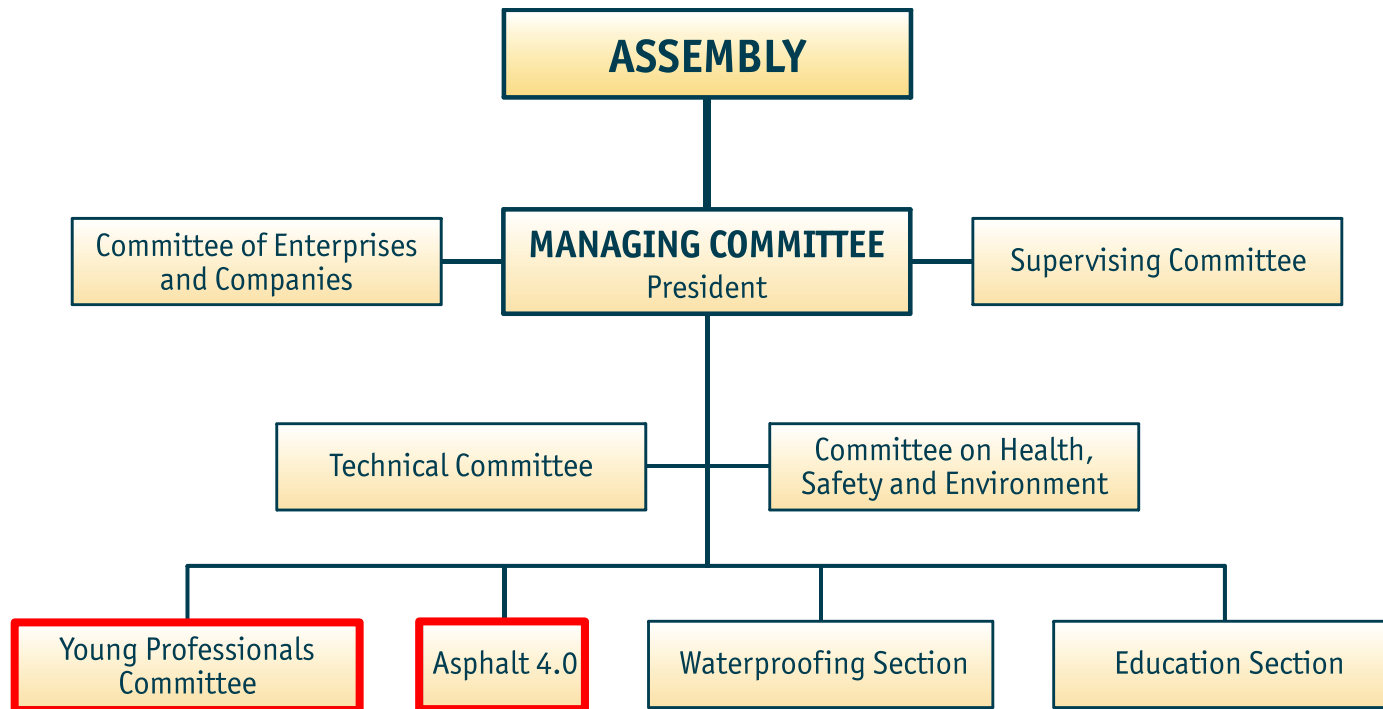 ASSEMBLY
Committee of Enterprises
and Companies
MANAGING COMMITTEE
President
Supervising Committee
Technical Committee
Committee on Health,
Safety and Environment
Young Professionals
Committee
Asphalt 4.0
Waterproofing Section
Education Section